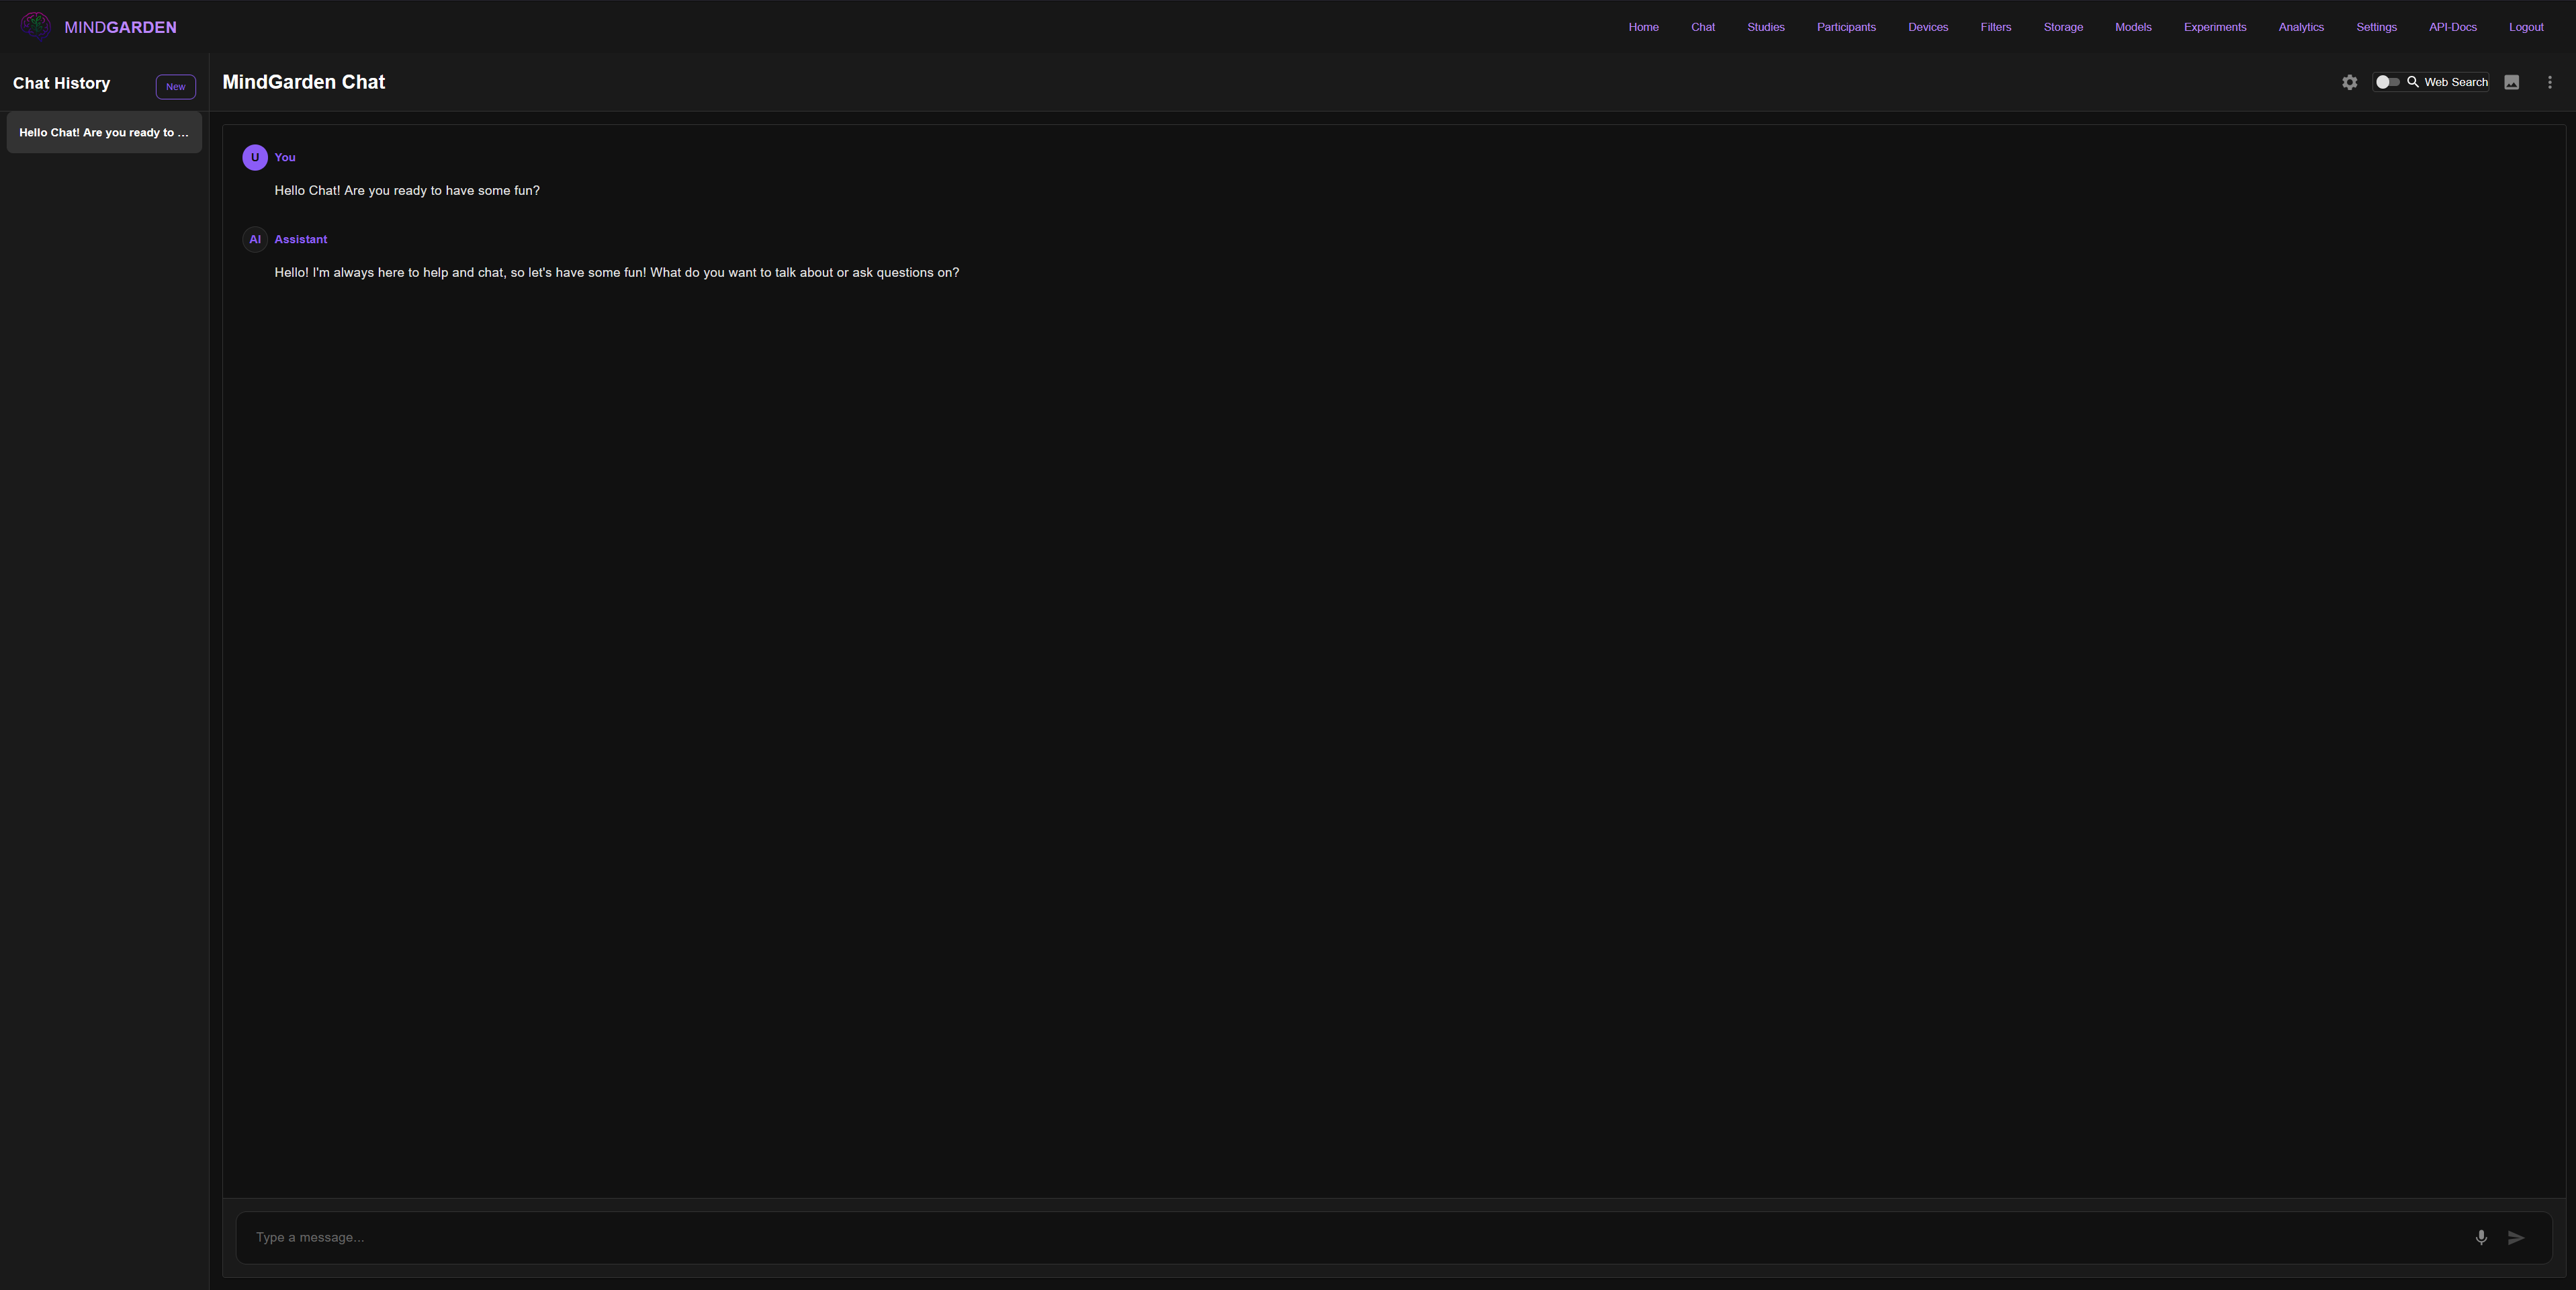 MINDGARDEN
Home Chat Studies Participants Devices Filters Storage Models Experiments Analytics Settings API-Docs Logout
Chat History
New
Hello Chat! Are you ready to ...
MindGarden Chat
Web Search
U You
Hello Chat! Are you ready to have some fun?
AI Assistant
Hello! I'm always here to help and chat, so let's have some fun! What do you want to talk about or ask questions on?
Type a message...